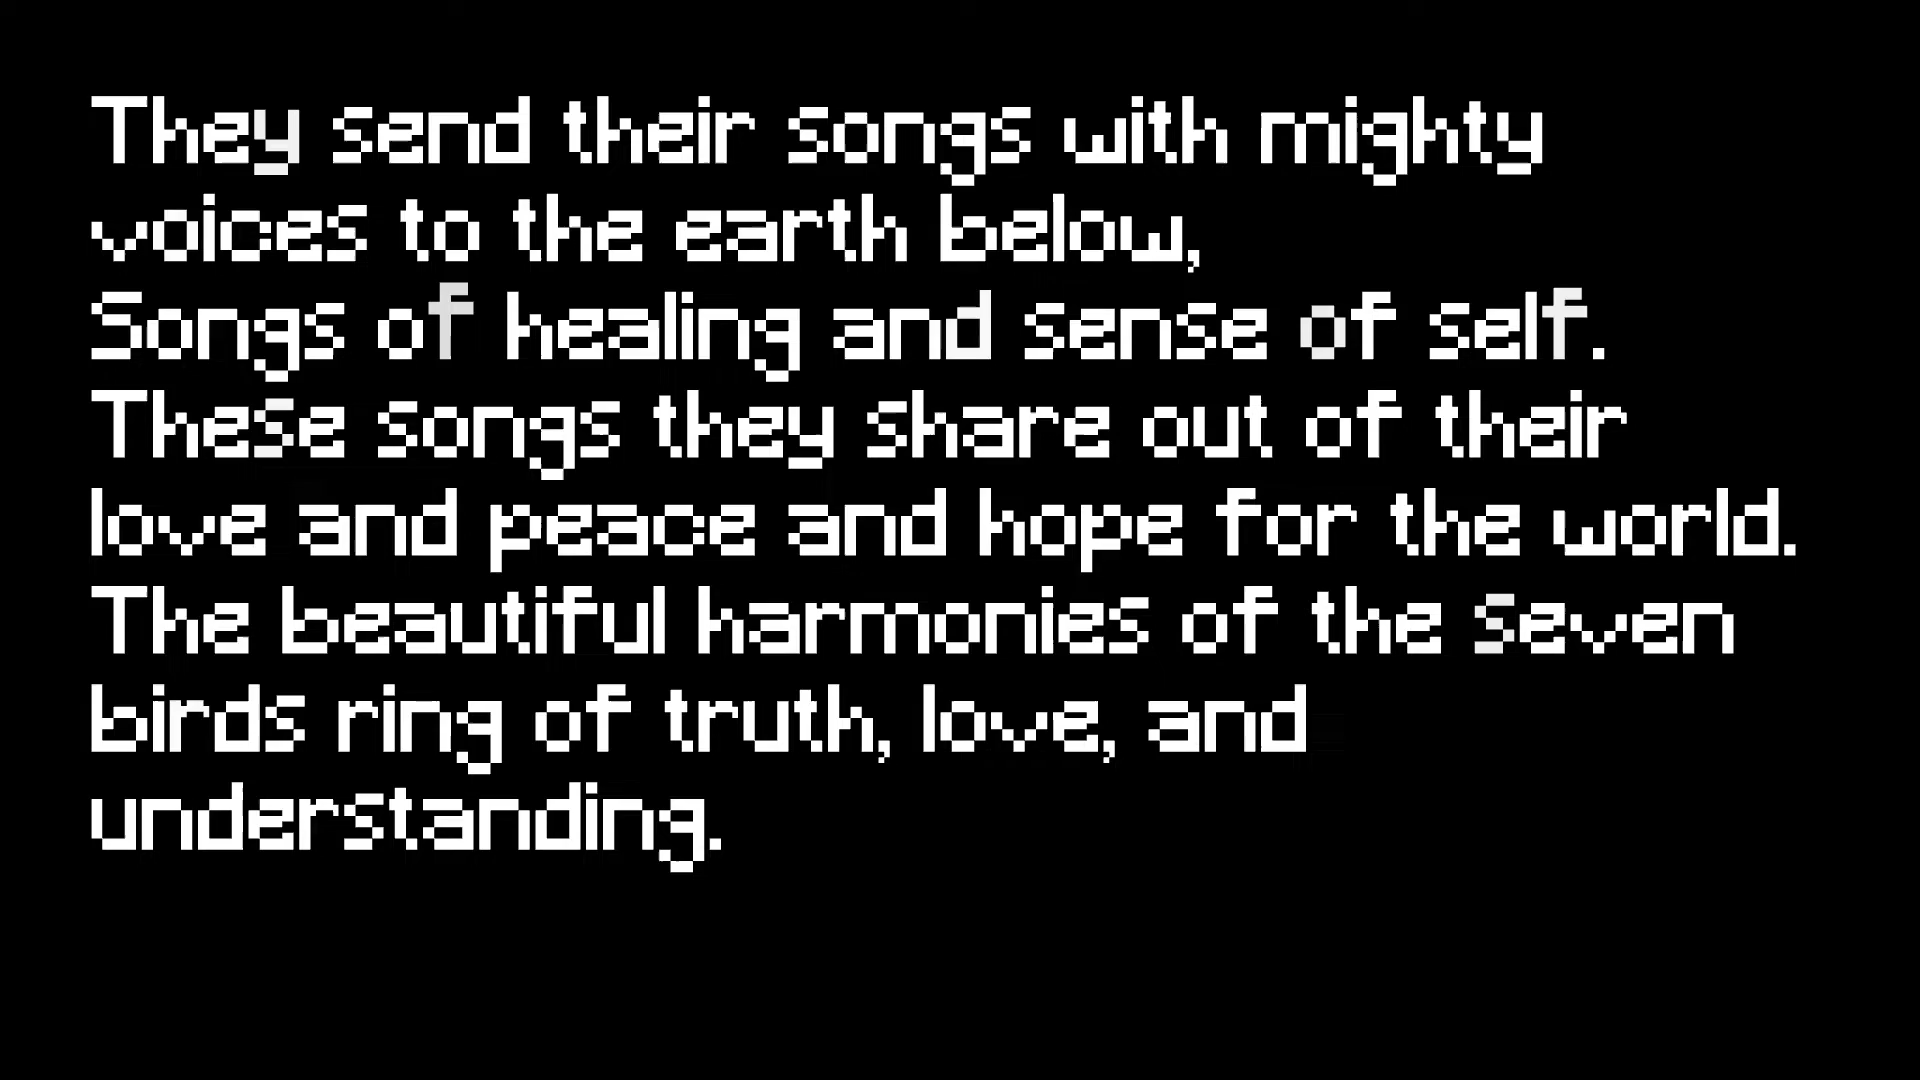 They send their songs with mighty
voices to the earth below,
Songs of healing and sense of self.
These songs they share out of their
love and peace and hope for the world.
The beautiful harmonies of the seven
birds ring of truth, love, and
understanding.